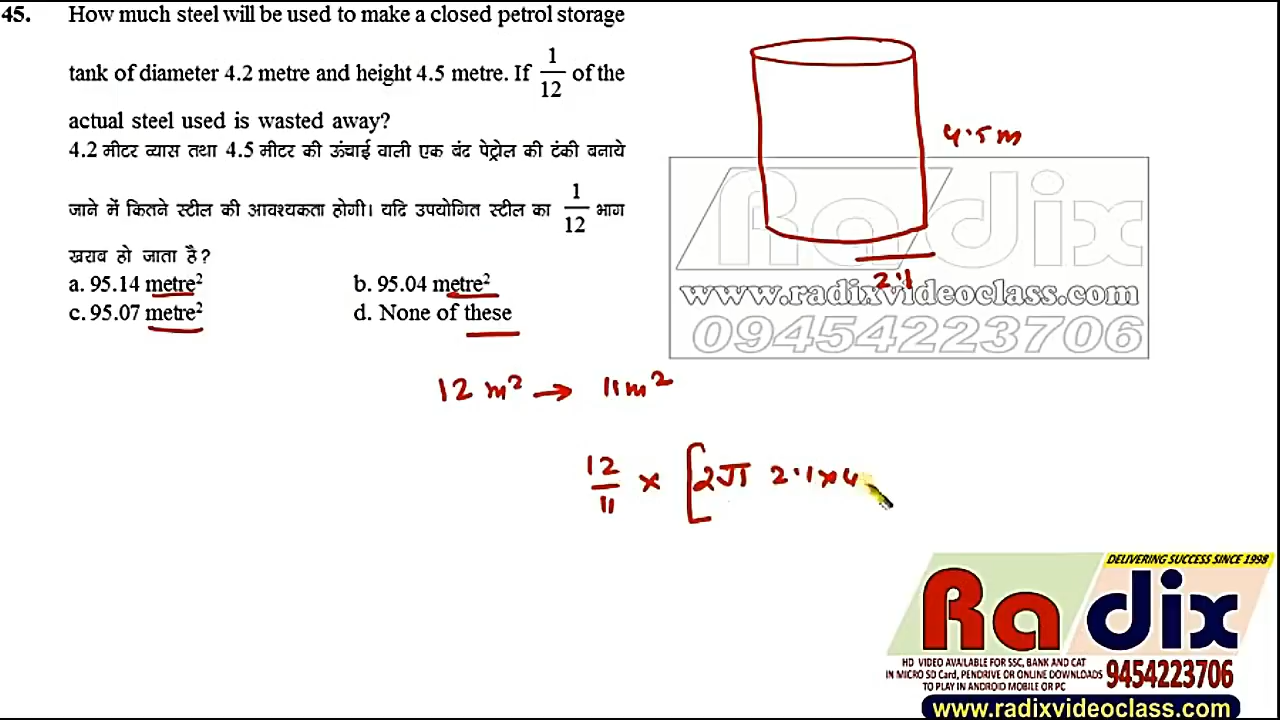 45. How much steel will be used to make a closed petrol storage
tank of diameter 4.2 metre and height 4.5 metre. If 1/12 of the
actual steel used is wasted away?
4.2 मीटर व्यास तथा 4.5 मीटर की ऊंचाई वाली एक बंद पेट्रोल की टंकी बनाये
जाने में कितने स्टील की आवश्यकता होगी। यदि उपयोगित स्टील का 1/12 भाग
खराब हो जाता है?
a. 95.14 metre² b. 95.04 metre²
c. 95.07 metre² d. None of these
4.5m
2.1
www.radixvideoclass.com
09454223706
Radix
12 m² → 11m²
12/11 × [2π 2.1×4
DELIVERING SUCCESS SINCE 1998
Radix
HD VIDEO AVAILABLE FOR SSC, BANK AND CAT
IN MICRO SD Card, PENDRIVE OR ONLINE DOWNLOADS
TO PLAY IN ANDROID MOBILE OR PC
9454223706
www.radixvideoclass.com